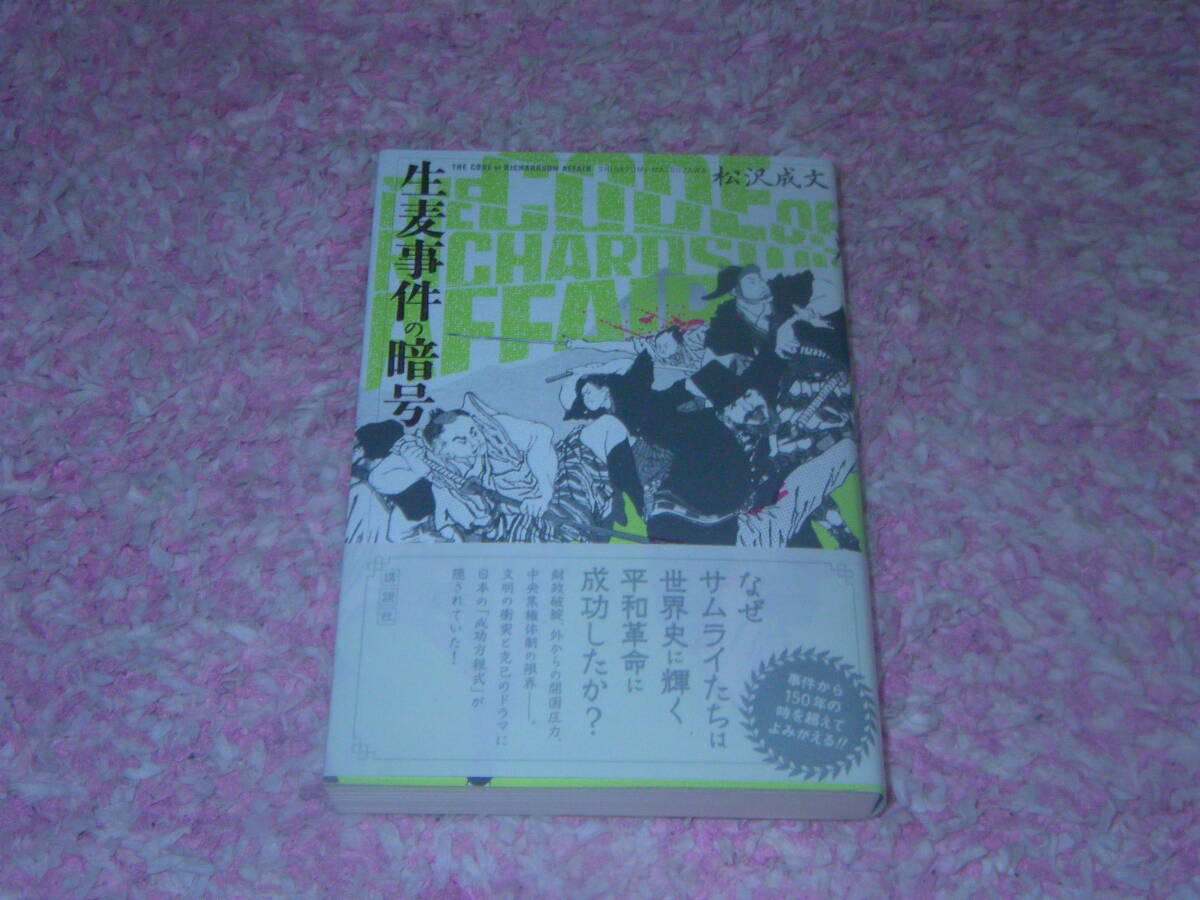 THE CODE of RICHARDSON AFFAIR SHIGEFUMI MATSUZAWA
松沢成文
生麦事件の暗号
THE CODE OF
RICHARDSON
AFFAIR
なぜ
サムライたちは
世界史に輝く
平和革命に
成功したか?
財政破綻、外からの開国圧力、
中央集権体制の限界――。
文明の衝突と克己のドラマに
日本の「成功方程式」が
隠されていた!
講談社
事件から
150年の
時を超えて
よみがえる!!